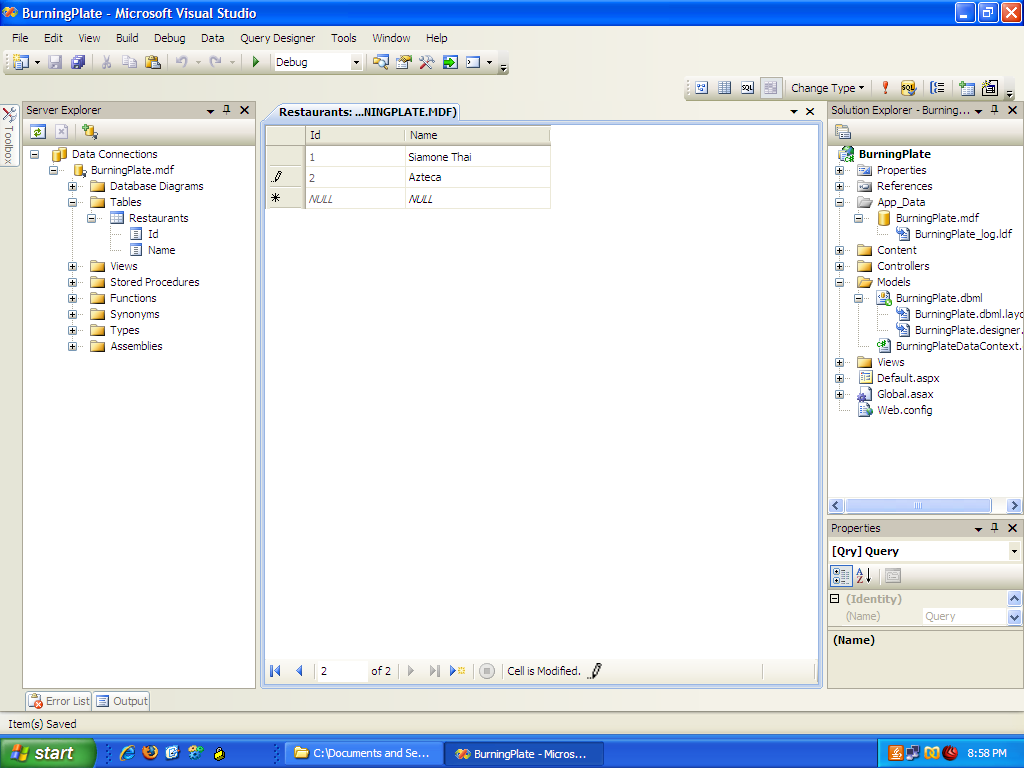 BurningPlate - Microsoft Visual Studio
File Edit View Build Debug Data Query Designer Tools Window Help
Debug
Change Type
Server Explorer
Toolbox
Data Connections
BurningPlate.mdf
Database Diagrams
Tables
Restaurants
Id
Name
Views
Stored Procedures
Functions
Synonyms
Types
Assemblies
Restaurants: ...NINGPLATE.MDF)
Id Name
1 Siamone Thai
2 Azteca
NULL NULL
2 of 2 Cell is Modified.
Solution Explorer - Burning...
BurningPlate
Properties
References
App_Data
BurningPlate.mdf
BurningPlate_log.ldf
Content
Controllers
Models
BurningPlate.dbml
BurningPlate.dbml.layo
BurningPlate.designer.
BurningPlateDataContext.
Views
Default.aspx
Global.asax
Web.config
Properties
[Qry] Query
(Identity)
(Name) Query
(Name)
Error List Output
Item(s) Saved
start C:\Documents and Se... BurningPlate - Micros... 8:58 PM